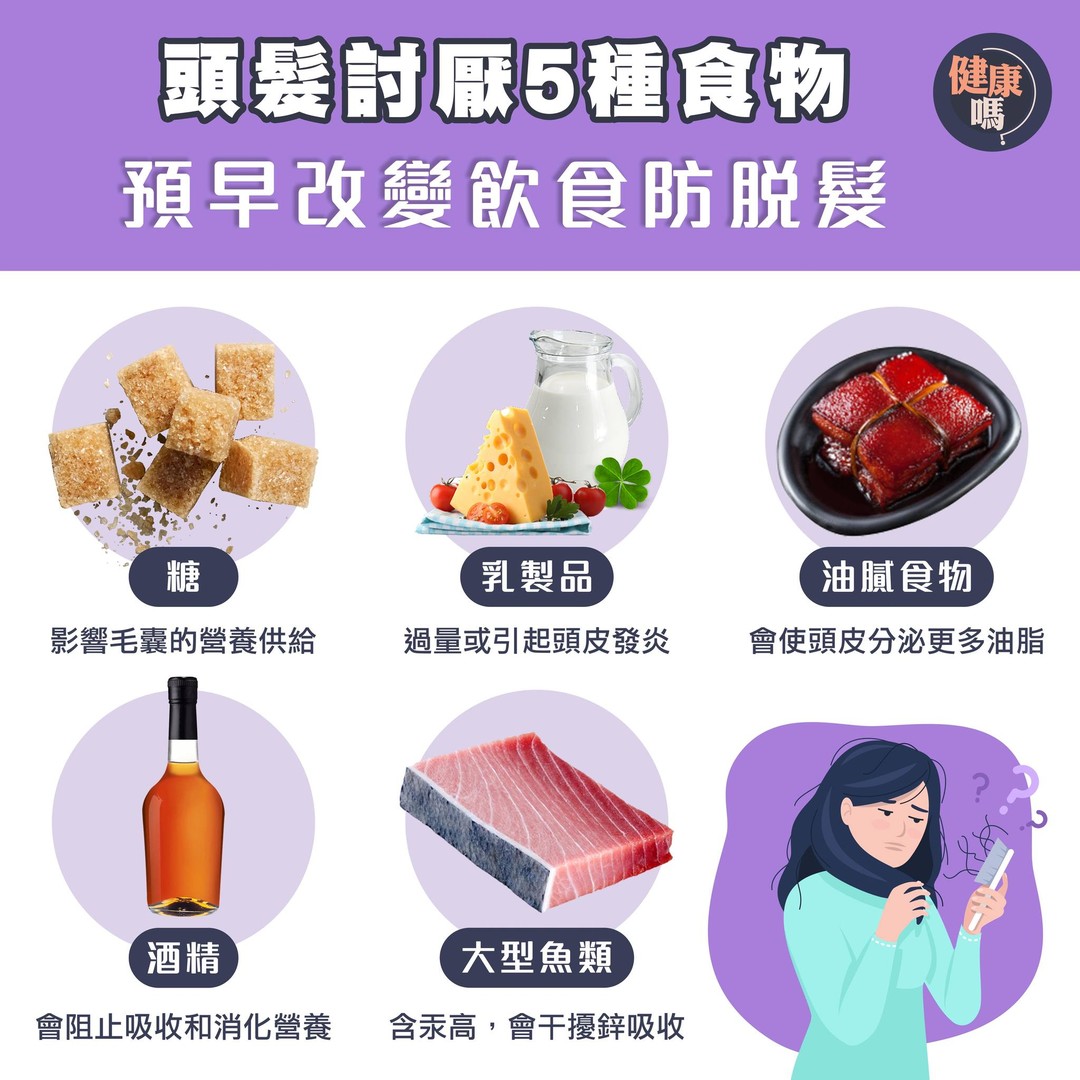 頭髮討厭5種食物
健康
嗎?
預早改變飲食防脫髮
糖
影響毛囊的營養供給
乳製品
過量或引起頭皮發炎
油膩食物
會使頭皮分泌更多油脂
酒精
會阻止吸收和消化營養
大型魚類
含汞高，會干擾鋅吸收
? ? ?